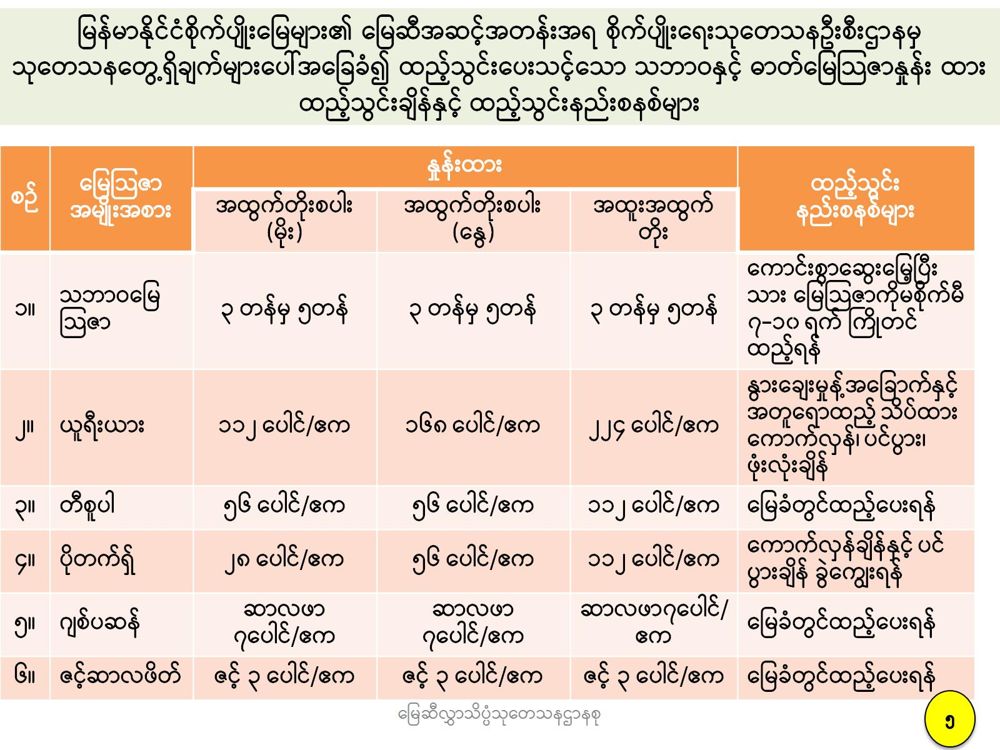 မြန်မာနိုင်ငံစိုက်ပျိုးမြေများ၏ မြေဆီအဆင့်အတန်းအရ စိုက်ပျိုးရေးသုတေသနဦးစီးဌာနမှ
သုတေသနတွေ့ရှိချက်များပေါ်အခြေခံ၍ ထည့်သွင်းပေးသင့်သော သဘာဝနှင့် ဓာတ်မြေဩဇာနှုန်း ထား
ထည့်သွင်းချိန်နှင့် ထည့်သွင်းနည်းစနစ်များ
စဉ်
မြေဩဇာ
အမျိုးအစား
နှုန်းထား
ထည့်သွင်း
နည်းစနစ်များ
အထွက်တိုးစပါး
(မိုး)
အထွက်တိုးစပါး
(နွေ)
အထူးအထွက်
တိုး
၁။
သဘာဝမြေ
ဩဇာ
၃ တန်မှ ၅တန်
၃ တန်မှ ၅တန်
၃ တန်မှ ၅တန်
ကောင်းစွာဆွေးမြေ့ပြီး
သား မြေဩဇာကိုမစိုက်မီ
၇-၁၀ ရက် ကြိုတင်
ထည့်ရန်
၂။
ယူရီးယား
၁၁၂ ပေါင်/ဧက
၁၆၈ ပေါင်/ဧက
၂၂၄ ပေါင်/ဧက
နွားချေးမှုန့်အခြောက်နှင့်
အတူရောထည့် သိပ်ထား
ကောက်လှန်၊ ပင်ပွား၊
ဖုံးလုံးချိန်
၃။
တီစူပါ
၅၆ ပေါင်/ဧက
၅၆ ပေါင်/ဧက
၁၁၂ ပေါင်/ဧက
မြေခံတွင်ထည့်ပေးရန်
၄။
ပိုတက်ရှ်
၂၈ ပေါင်/ဧက
၅၆ ပေါင်/ဧက
၁၁၂ ပေါင်/ဧက
ကောက်လှန်ချိန်နှင့် ပင်
ပွားချိန် ခွဲကျွေးရန်
၅။
ဂျစ်ပဆန်
ဆာလဖာ
၇ပေါင်/ဧက
ဆာလဖာ
၇ပေါင်/ဧက
ဆာလဖာ၇ပေါင်/
ဧက
မြေခံတွင်ထည့်ပေးရန်
၆။
ဇင့်ဆာလဖိတ်
ဇင့် ၃ ပေါင်/ဧက
ဇင့် ၃ ပေါင်/ဧက
ဇင့် ၃ ပေါင်/ဧက
မြေခံတွင်ထည့်ပေးရန်
မြေဆီလွှာသိပ္ပံသုတေသနဌာနစု
၅